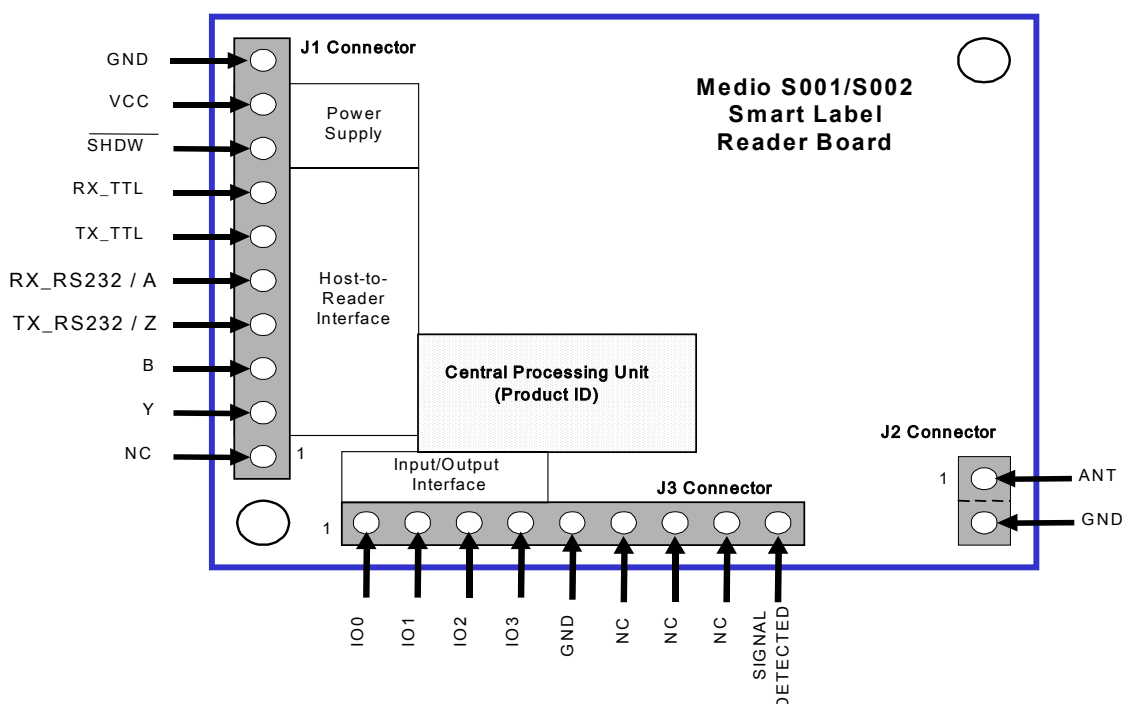 J1 Connector
GND
VCC
SHDW
RX_TTL
TX_TTL
RX_RS232 / A
TX_RS232 / Z
B
Y
NC
1
Power
Supply
Host-to-
Reader
Interface
Medio S001/S002
Smart Label
Reader Board
Central Processing Unit
(Product ID)
Input/Output
Interface
J2 Connector
1
ANT
GND
J3 Connector
1
IO0
IO1
IO2
IO3
GND
NC
NC
NC
SIGNAL
DETECTED